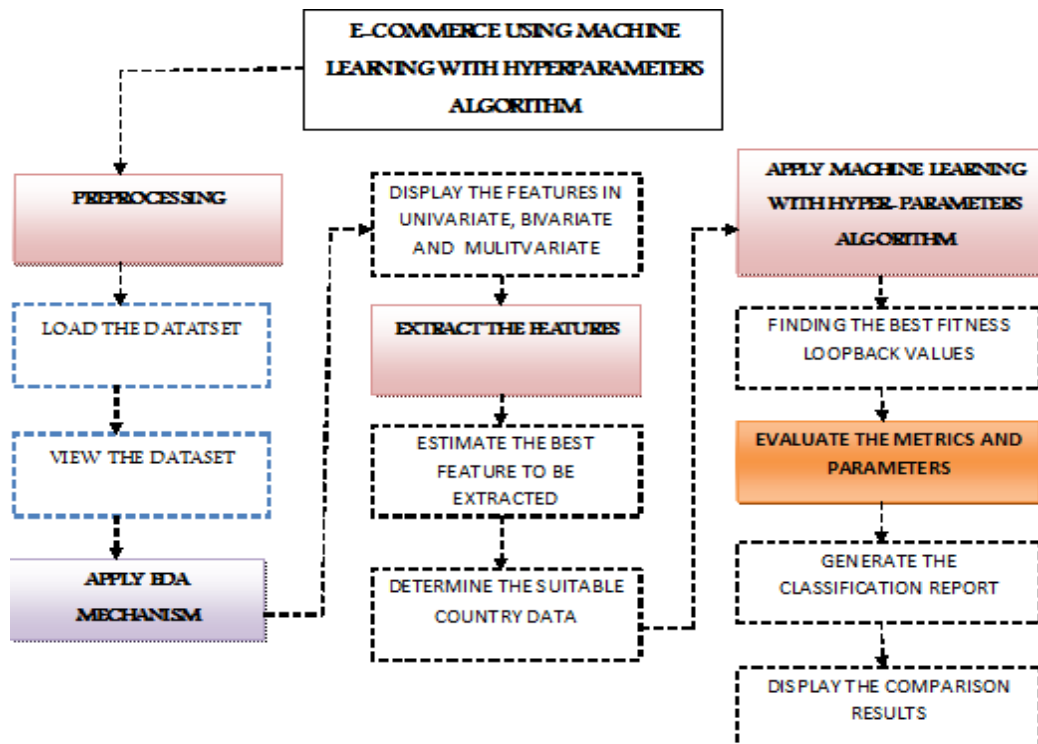 E-COMMERCE USING MACHINE
LEARNING WITH HYPERPARAMETERS
ALGORITHM
PREPROCESSING
LOAD THE DATATSET
VIEW THE DATASET
APPLY EDA
MECHANISM
DISPLAY THE FEATURES IN
UNIVARIATE, BIVARIATE
AND MULITVARIATE
EXTRACT THE FEATURES
ESTIMATE THE BEST
FEATURE TO BE
EXTRACTED
DETERMINE THE SUITABLE
COUNTRY DATA
APPLY MACHINE LEARNING
WITH HYPER-PARAMETERS
ALGORITHM
FINDING THE BEST FITNESS
LOOPBACK VALUES
EVALUATE THE METRICS AND
PARAMETERS
GENERATE THE
CLASSIFICATION REPORT
DISPLAY THE COMPARISON
RESULTS